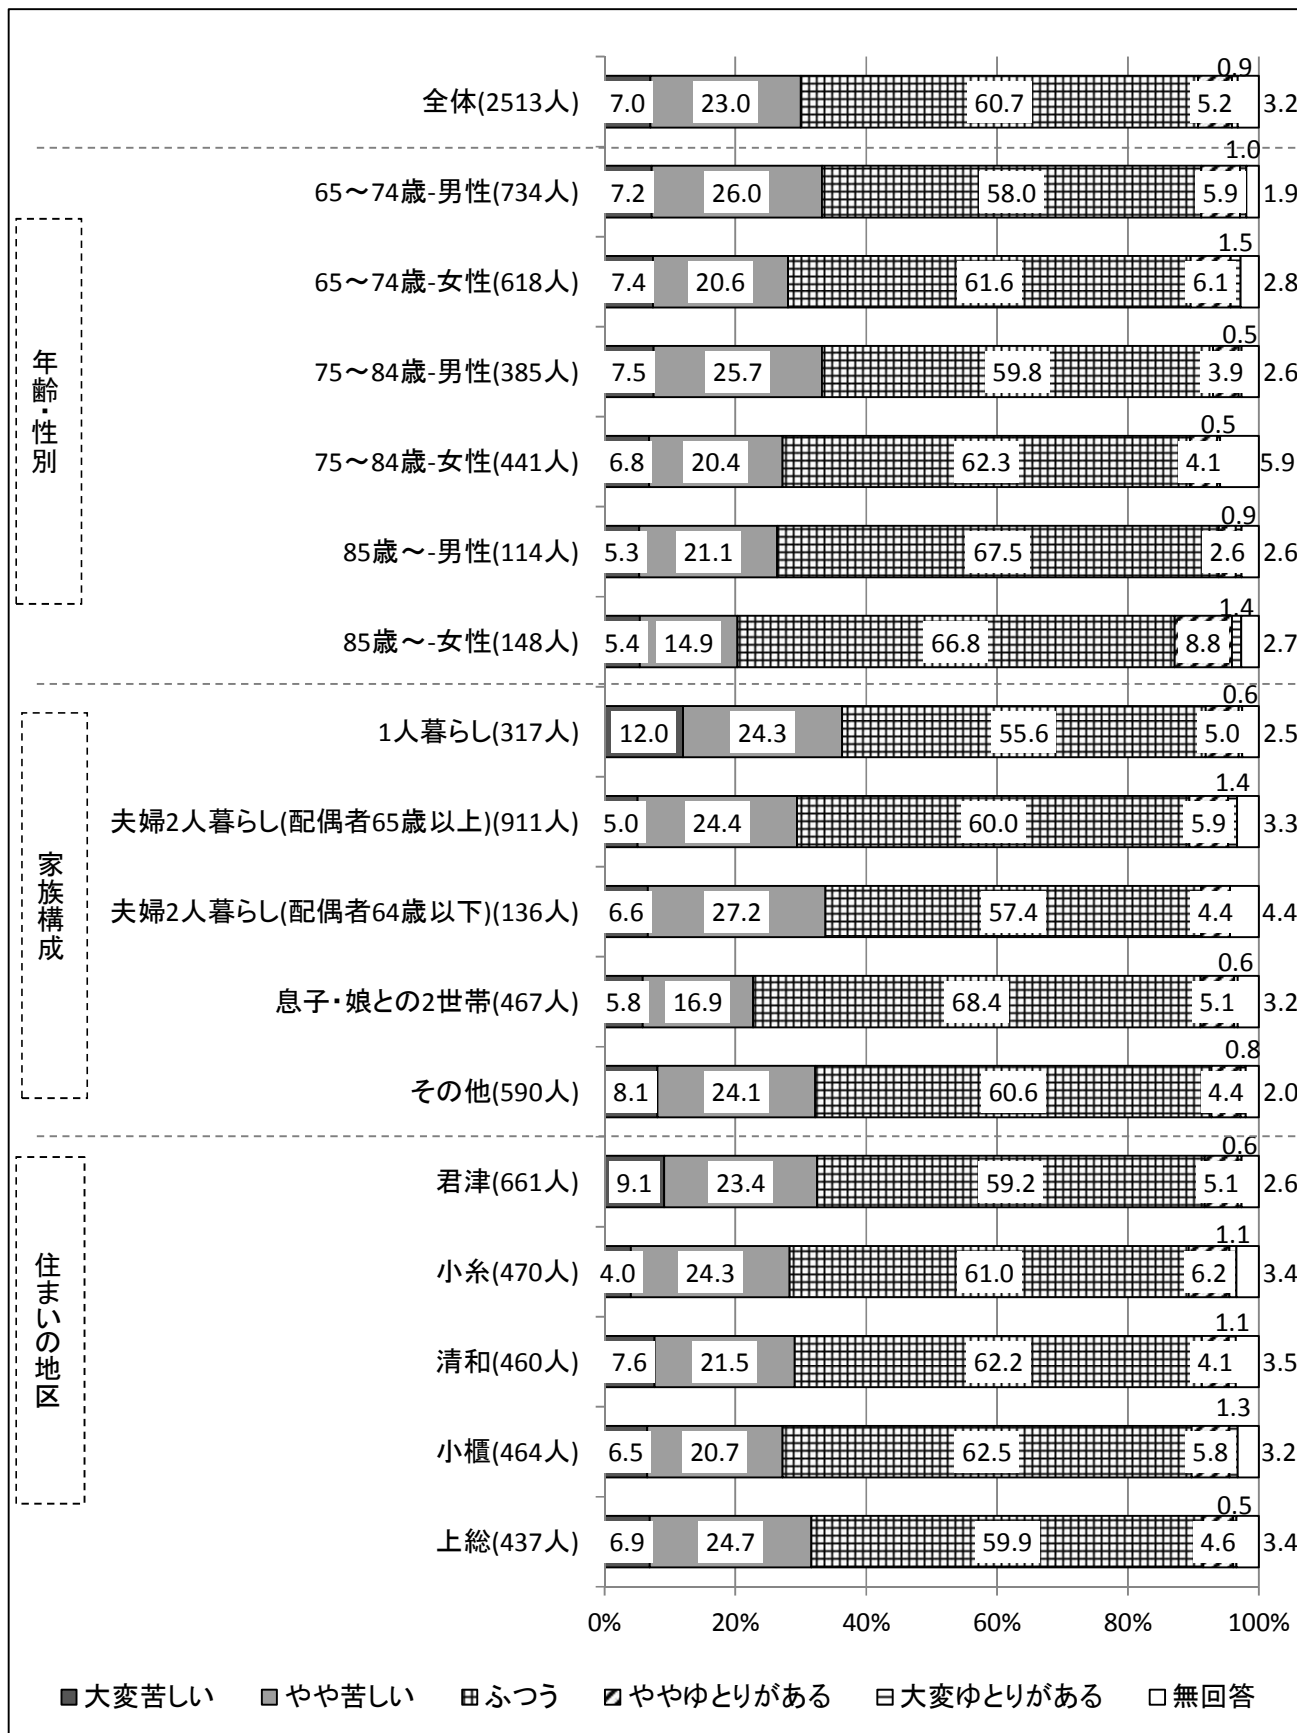 0.9
全体(2513人) 7.0 23.0 60.7 5.2 3.2
年齢・性別
1.0
65～74歳-男性(734人) 7.2 26.0 58.0 5.9 1.9
1.5
65～74歳-女性(618人) 7.4 20.6 61.6 6.1 2.8
0.5
75～84歳-男性(385人) 7.5 25.7 59.8 3.9 2.6
0.5
75～84歳-女性(441人) 6.8 20.4 62.3 4.1 5.9
0.9
85歳～-男性(114人) 5.3 21.1 67.5 2.6 2.6
1.4
85歳～-女性(148人) 5.4 14.9 66.8 8.8 2.7
家族構成
0.6
1人暮らし(317人) 12.0 24.3 55.6 5.0 2.5
1.4
夫婦2人暮らし(配偶者65歳以上)(911人) 5.0 24.4 60.0 5.9 3.3
夫婦2人暮らし(配偶者64歳以下)(136人) 6.6 27.2 57.4 4.4 4.4
0.6
息子・娘との2世帯(467人) 5.8 16.9 68.4 5.1 3.2
0.8
その他(590人) 8.1 24.1 60.6 4.4 2.0
住まいの地区
0.6
君津(661人) 9.1 23.4 59.2 5.1 2.6
1.1
小糸(470人) 4.0 24.3 61.0 6.2 3.4
1.1
清和(460人) 7.6 21.5 62.2 4.1 3.5
1.3
小櫃(464人) 6.5 20.7 62.5 5.8 3.2
0.5
上総(437人) 6.9 24.7 59.9 4.6 3.4
0% 20% 40% 60% 80% 100%
大変苦しい やや苦しい ふつう ややゆとりがある 大変ゆとりがある 無回答